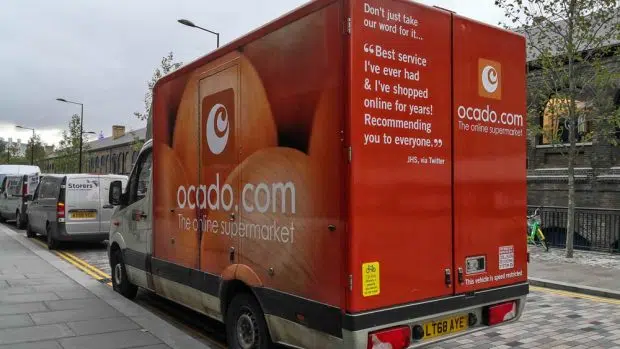 Don't just take
our word for it...
“Best service
I've ever had
& I've shopped
online for years!
Recommending
you to everyone.”
JHS, via Twitter
ocado.com
The online supermarket
ocado.com
The online supermarket
Storers
This vehicle is speed restricted
LT68 AYE